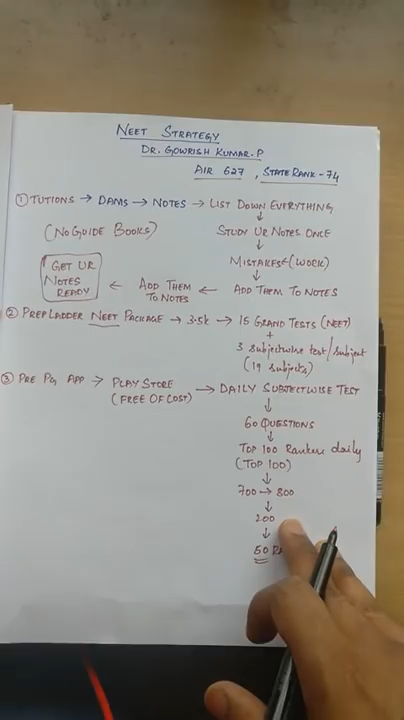 NEET STRATEGY
DR. GOWRISH KUMAR.P
AIR 627, STATE RANK-74
① TUTIONS → DAMS → NOTES → LIST DOWN EVERYTHING
↓
(NO GUIDE BOOKS) STUDY UR NOTES ONCE
↓
MISTAKES ← (WORK)
↓
GET UR NOTES READY ← ADD THEM TO NOTES ← ADD THEM TO NOTES
② PREPLADDER NEET PACKAGE → 3.5k → 15 GRAND TESTS (NEET)
+
3 subjectwise test/subject
(19 subjects)
③ PRE PG APP → PLAY STORE → DAILY SUBJECTWISE TEST
(FREE OF COST)
↓
60 QUESTIONS
↓
TOP 100 Rankers daily
(TOP 100)
↓
700 → 800
↓
200
↓
50